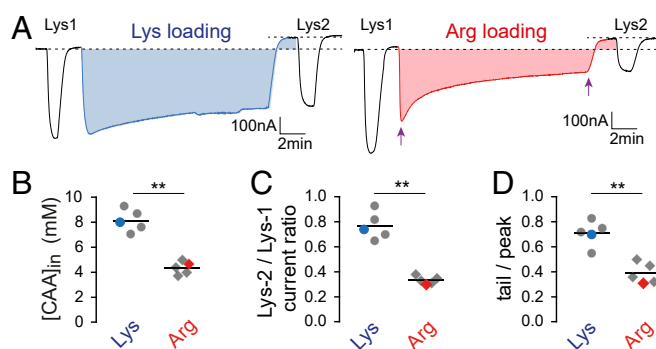 A
Lys1
Lys loading
Lys2
100nA
2min
Lys1
Arg loading
Lys2
100nA
2min
B
**
[CAA]in (mM)
10
8
6
4
2
0
Lys
Arg
C
**
Lys-2 / Lys-1
current ratio
1.0
0.8
0.6
0.4
0.2
0.0
Lys
Arg
D
**
tail / peak
1.0
0.8
0.6
0.4
0.2
0.0
Lys
Arg